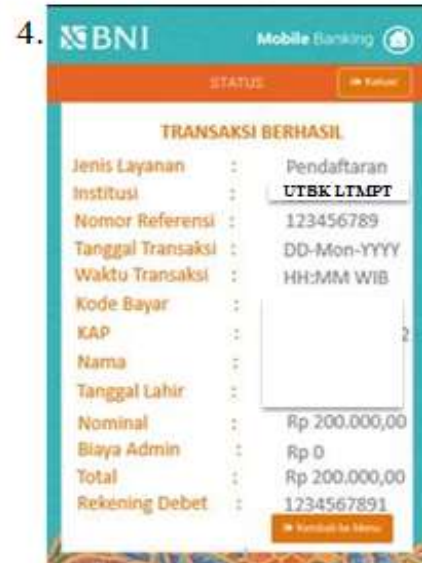 4. BNI Mobile Banking
STATUS Keluar
TRANSAKSI BERHASIL
Jenis Layanan : Pendaftaran
Institusi : UTBK LTMPT
Nomor Referensi : 123456789
Tanggal Transaksi : DD-Mon-YYYY
Waktu Transaksi : HH:MM WIB
Kode Bayar :
KAP : 2
Nama :
Tanggal Lahir :
Nominal : Rp 200.000,00
Biaya Admin : Rp 0
Total : Rp 200.000,00
Rekening Debet : 1234567891
Kembali ke Menu